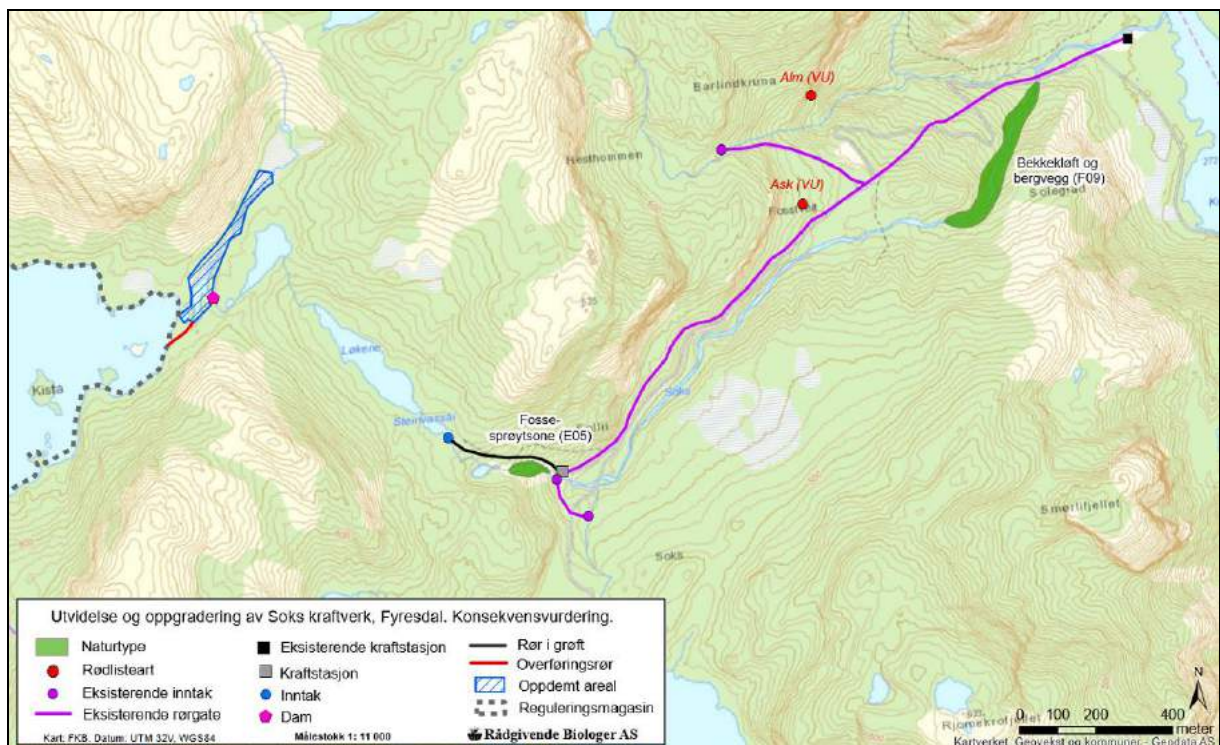 Alm (VU)
Barlindkruna
Hesthommen
Bekkekløft og
bergvegg (F09)
Solegrad
Ask (VU)
Løkene
Kista
Steinvassåi
Fosse-
sprøytsone (E05)
Soks
Smørlifjellet
Soks
Utvidelse og oppgradering av Soks kraftverk, Fyresdal. Konsekvensvurdering.
Naturtype
Rødlisteart
Eksisterende inntak
Eksisterende rørgate
Eksisterende kraftstasjon
Kraftstasjon
Inntak
Dam
Rør i grøft
Overføringsrør
Oppdemt areal
Reguleringsmagasin
Kart: FKB. Datum: UTM 32V, WGS84
Målestokk 1: 11 000
Rådgivende Biologer AS
N
0 100 200 400
meter
Kartverket, Geovekst og kommuner - Geodata AS